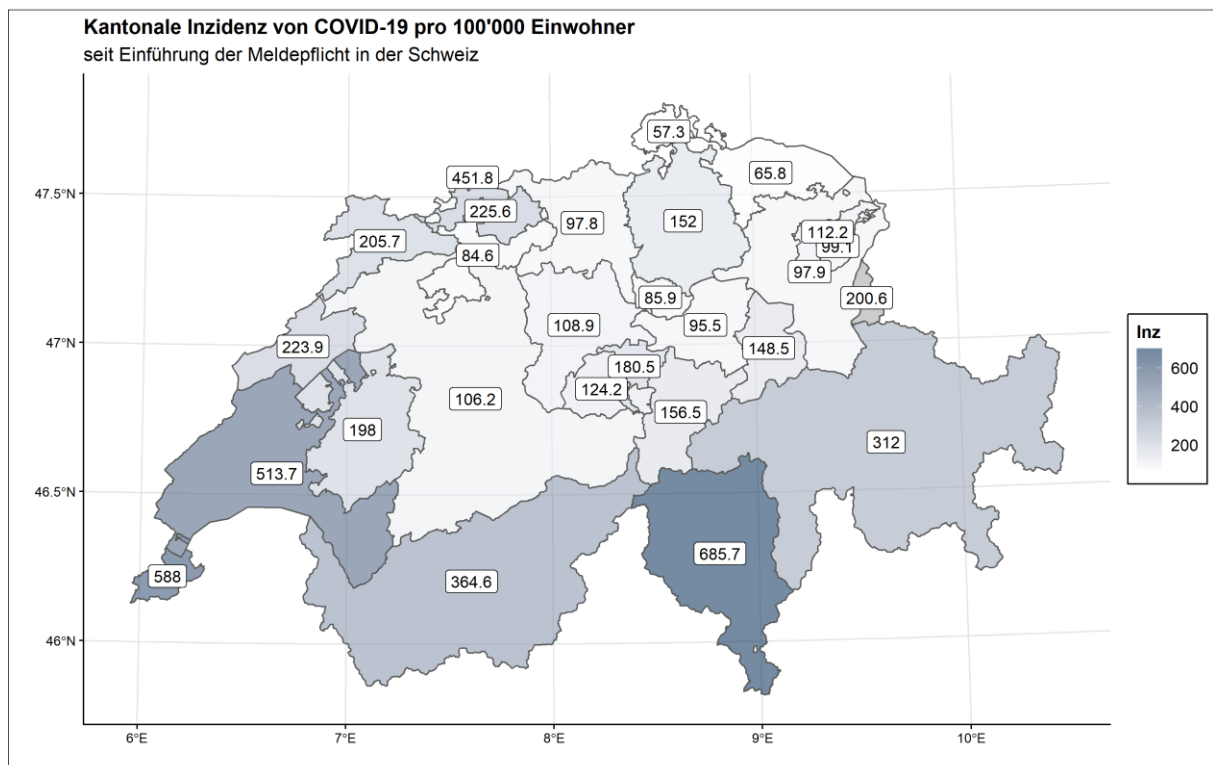 Kantonale Inzidenz von COVID-19 pro 100'000 Einwohner
seit Einführung der Meldepflicht in der Schweiz
57.3
451.8
65.8
47.5°N
225.6
97.8
152
112.2
205.7
99.1
84.6
97.9
85.9
200.6
108.9
95.5
47°N
223.9
148.5
180.5
124.2
106.2
156.5
198
312
513.7
46.5°N
685.7
588
364.6
46°N
6°E
7°E
8°E
9°E
10°E
Inz
600
400
200